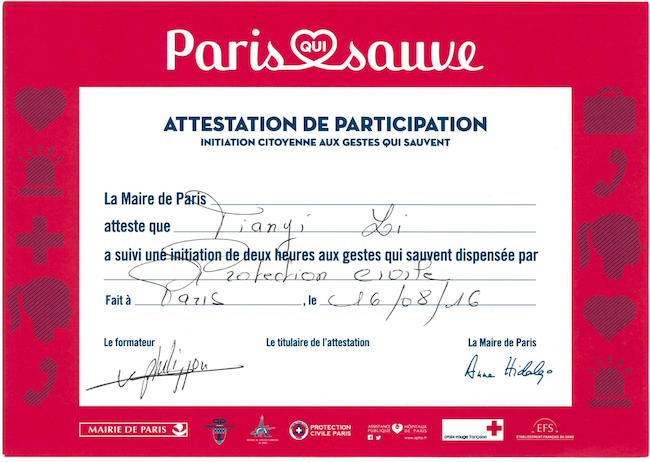 Paris QUI sauve
ATTESTATION DE PARTICIPATION
INITIATION CITOYENNE AUX GESTES QUI SAUVENT
La Maire de Paris
atteste que Tianyi Li
a suivi une initiation de deux heures aux gestes qui sauvent dispensée par
Protection civile
Fait à Paris , le 16/08/16
Le formateur Le titulaire de l'attestation La Maire de Paris
Anne Hidalgo
MAIRIE DE PARIS
PROTECTION
CIVILE PARIS
ASSISTANCE
PUBLIQUE
HÔPITAUX
DE PARIS
www.aphp.fr
croix-rouge française
EFS
ÉTABLISSEMENT FRANÇAIS DU SANG